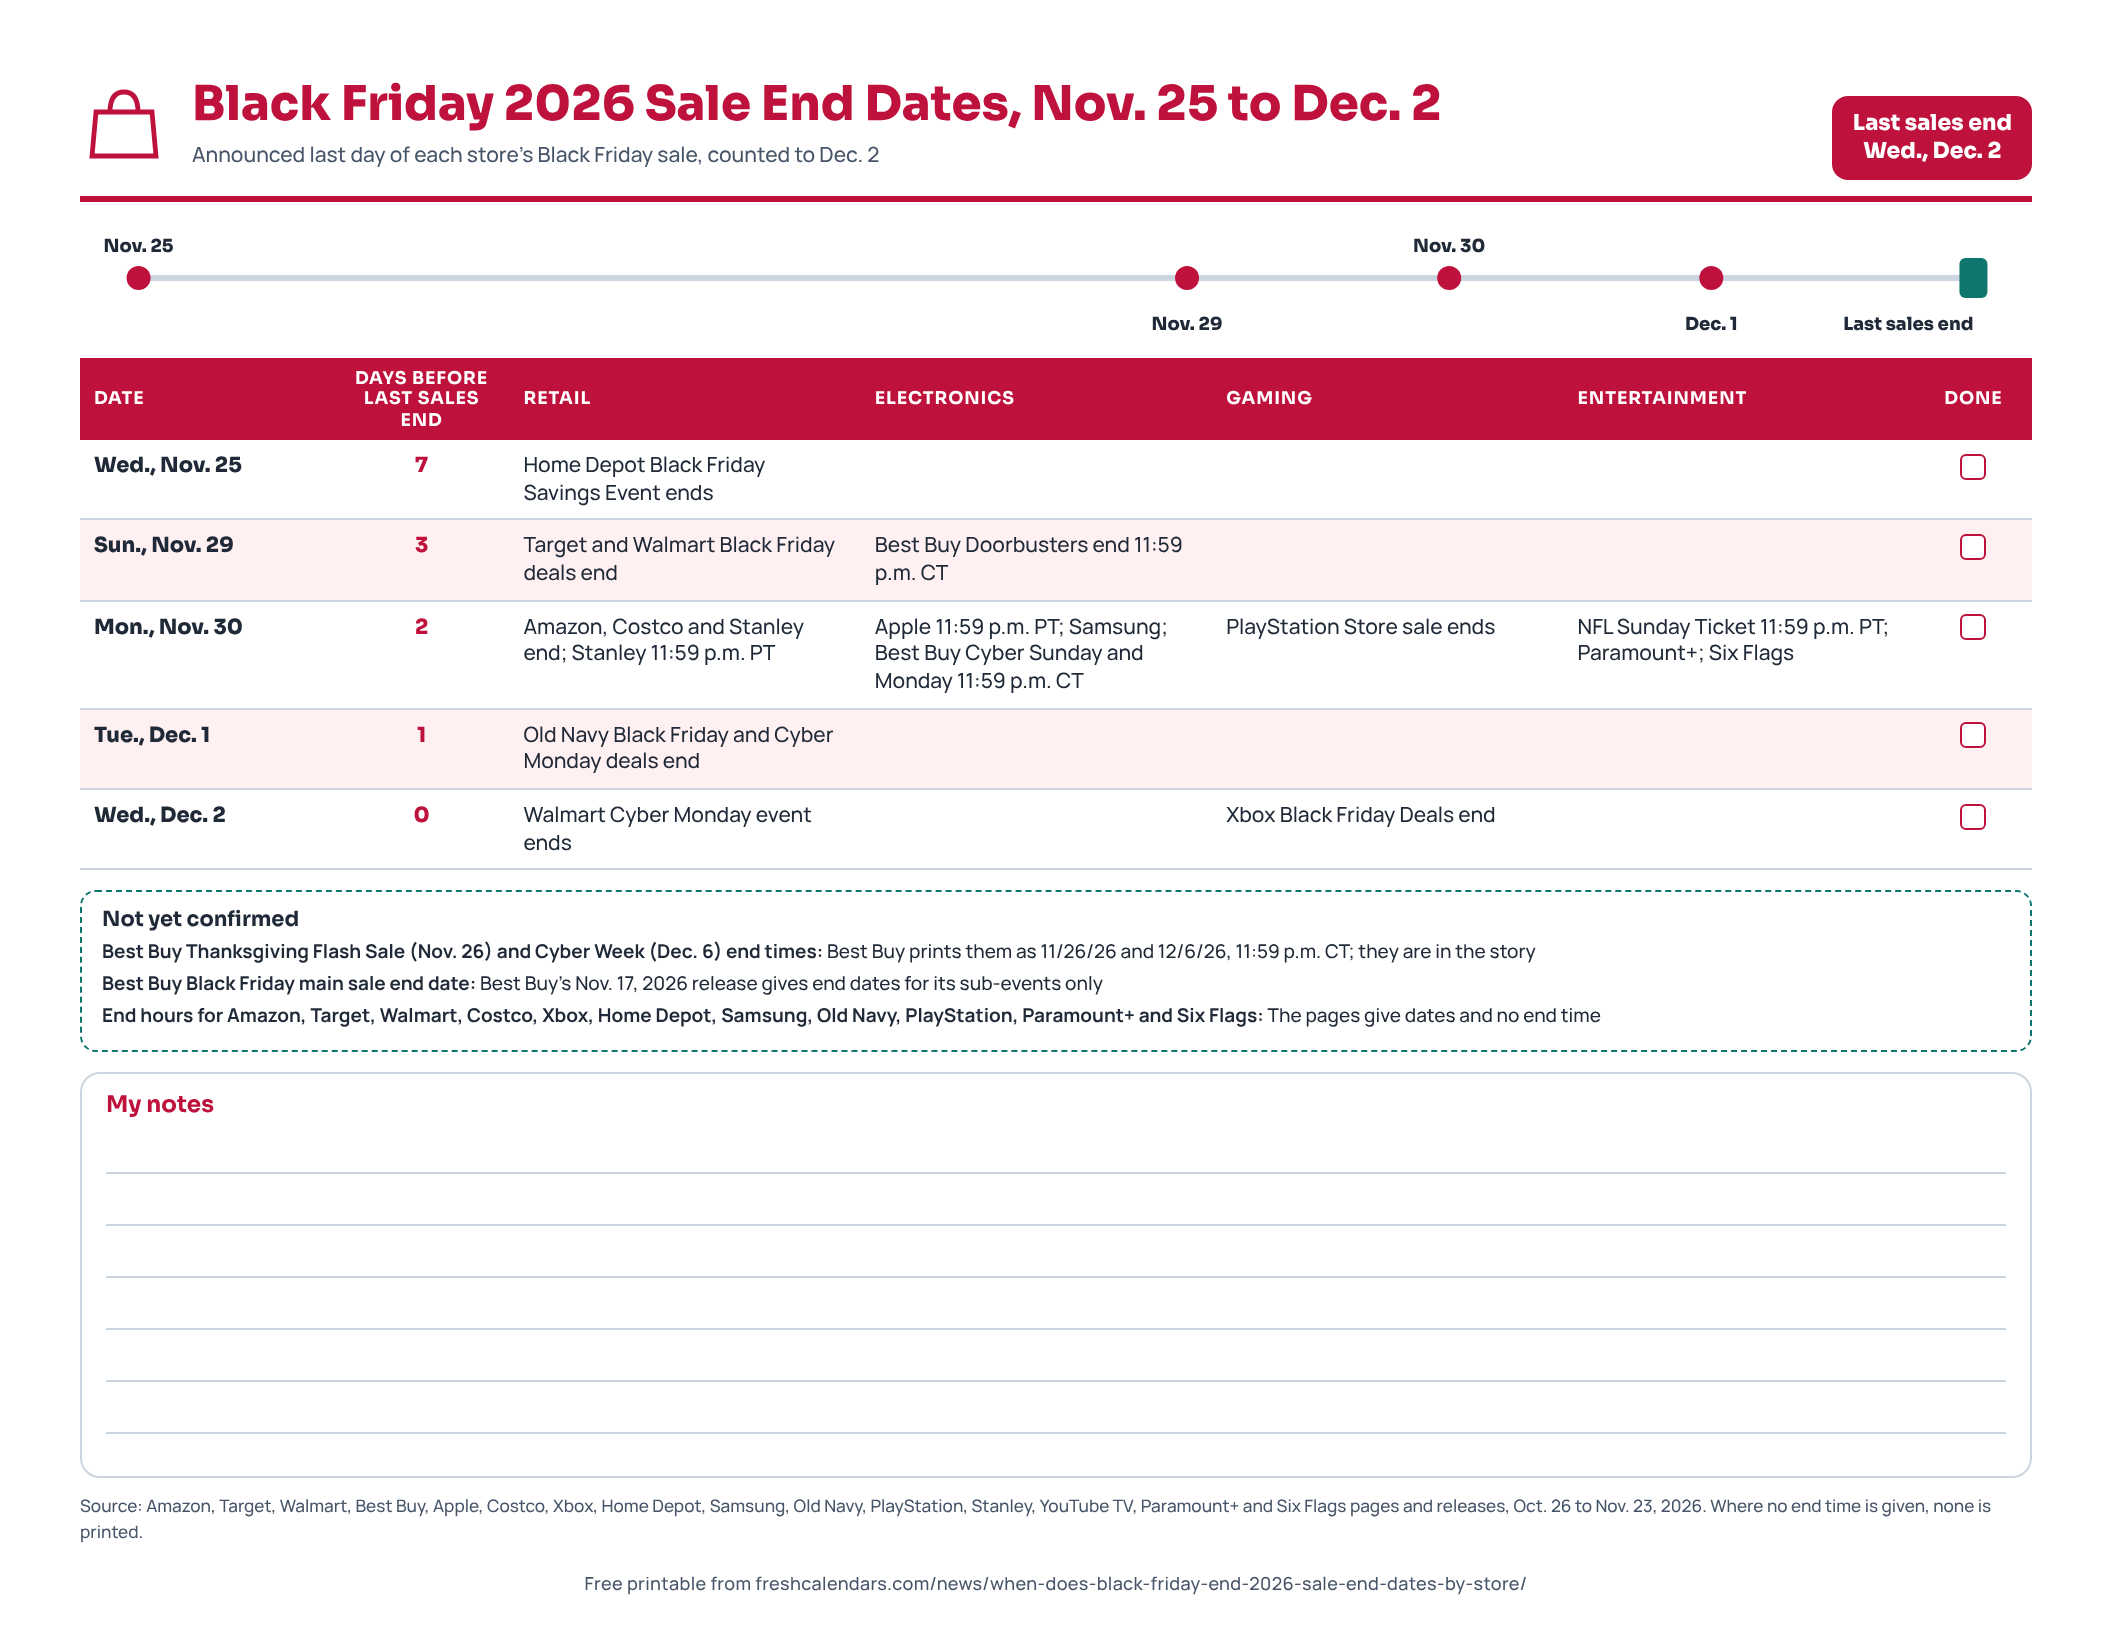 Black Friday 2026 Sale End Dates, Nov. 25 to Dec. 2
Announced last day of each store's Black Friday sale, counted to Dec. 2
Last sales end
Wed., Dec. 2
Nov. 25
Nov. 30
Nov. 29
Dec. 1
Last sales end
DATE
DAYS BEFORE
LAST SALES
END
RETAIL
ELECTRONICS
GAMING
ENTERTAINMENT
DONE
Wed., Nov. 25
7
Home Depot Black Friday
Savings Event ends
Sun., Nov. 29
3
Target and Walmart Black Friday
deals end
Best Buy Doorbusters end 11:59
p.m. CT
Mon., Nov. 30
2
Amazon, Costco and Stanley
end; Stanley 11:59 p.m. PT
Apple 11:59 p.m. PT; Samsung;
Best Buy Cyber Sunday and
Monday 11:59 p.m. CT
PlayStation Store sale ends
NFL Sunday Ticket 11:59 p.m. PT;
Paramount+; Six Flags
Tue., Dec. 1
1
Old Navy Black Friday and Cyber
Monday deals end
Wed., Dec. 2
0
Walmart Cyber Monday event
ends
Xbox Black Friday Deals end
Not yet confirmed
Best Buy Thanksgiving Flash Sale (Nov. 26) and Cyber Week (Dec. 6) end times: Best Buy prints them as 11/26/26 and 12/6/26, 11:59 p.m. CT; they are in the story
Best Buy Black Friday main sale end date: Best Buy's Nov. 17, 2026 release gives end dates for its sub-events only
End hours for Amazon, Target, Walmart, Costco, Xbox, Home Depot, Samsung, Old Navy, PlayStation, Paramount+ and Six Flags: The pages give dates and no end time
My notes
Source: Amazon, Target, Walmart, Best Buy, Apple, Costco, Xbox, Home Depot, Samsung, Old Navy, PlayStation, Stanley, YouTube TV, Paramount+ and Six Flags pages and releases, Oct. 26 to Nov. 23, 2026. Where no end time is given, none is
printed.
Free printable from freshcalendars.com/news/when-does-black-friday-end-2026-sale-end-dates-by-store/